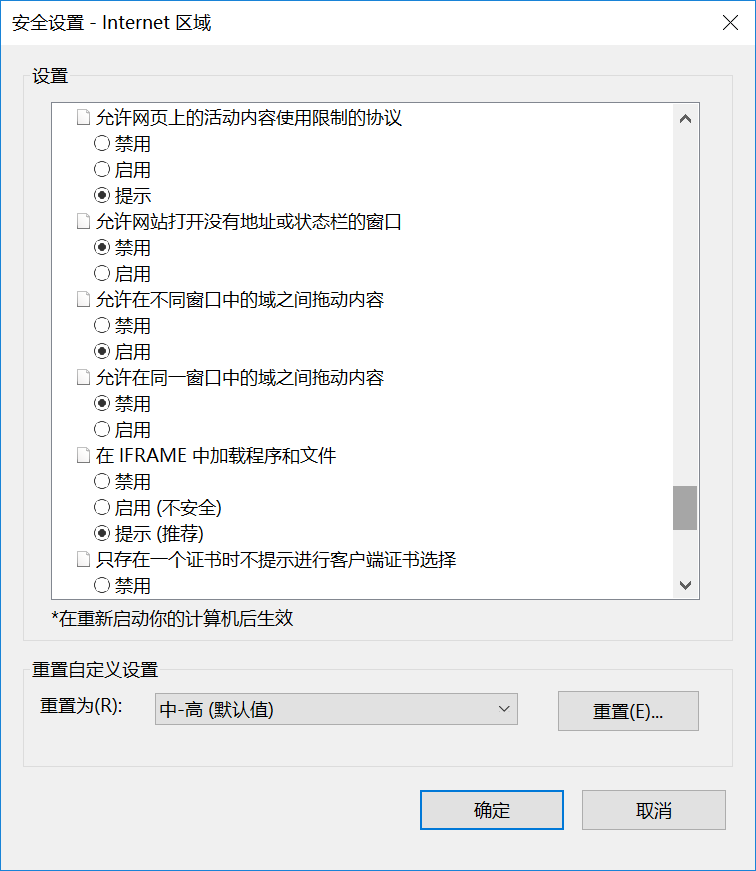 安全设置 - Internet 区域
设置
允许网页上的活动内容使用限制的协议
禁用
启用
提示
允许网站打开没有地址或状态栏的窗口
禁用
启用
允许在不同窗口中的域之间拖动内容
禁用
启用
允许在同一窗口中的域之间拖动内容
禁用
启用
在 IFRAME 中加载程序和文件
禁用
启用 (不安全)
提示 (推荐)
只存在一个证书时不提示进行客户端证书选择
禁用
*在重新启动你的计算机后生效
重置自定义设置
重置为(R):
中-高 (默认值)
重置(E)...
确定
取消